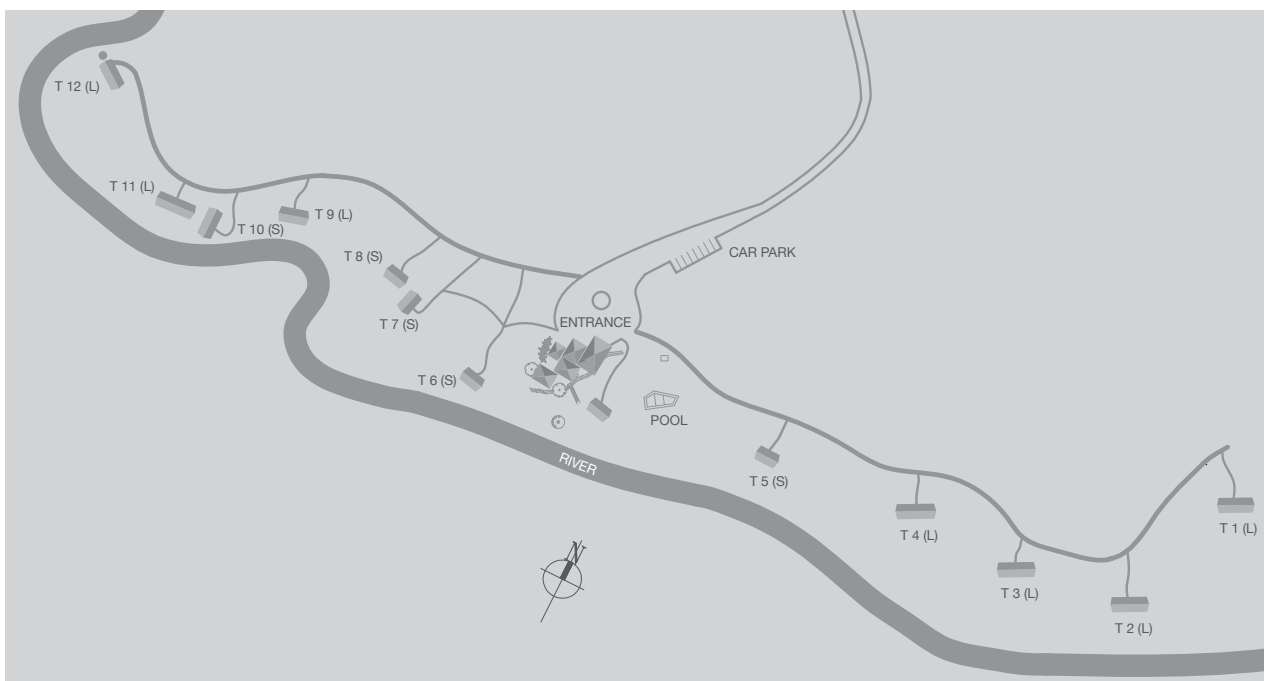 T 12 (L)
T 11 (L)
T 10 (S)
T 9 (L)
T 8 (S)
T 7 (S)
CAR PARK
ENTRANCE
T 6 (S)
POOL
RIVER
T 5 (S)
T 4 (L)
T 1 (L)
T 3 (L)
T 2 (L)
N